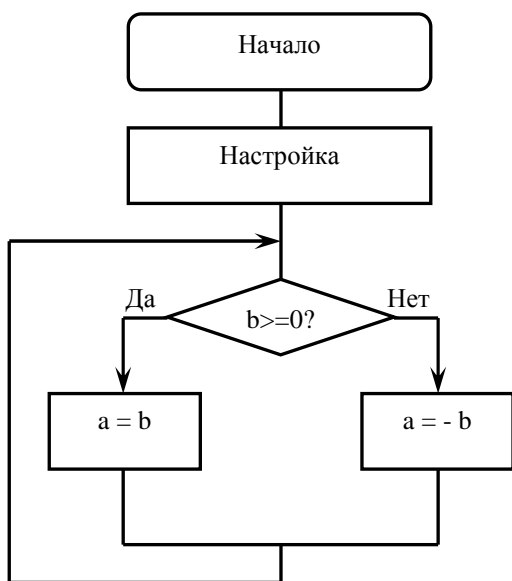 Начало
Настройка
Да
Нет
b>=0?
a = b
a = - b